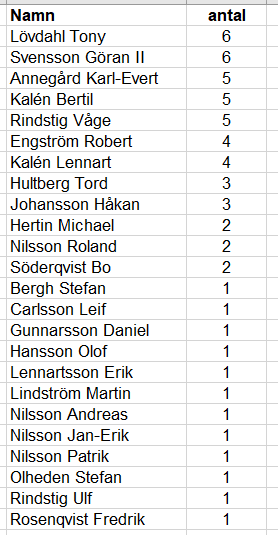 Namn antal
Lövdahl Tony 6
Svensson Göran II 6
Annegård Karl-Evert 5
Kalén Bertil 5
Rindstig Våge 5
Engström Robert 4
Kalén Lennart 4
Hultberg Tord 3
Johansson Håkan 3
Hertin Michael 2
Nilsson Roland 2
Söderqvist Bo 2
Bergh Stefan 1
Carlsson Leif 1
Gunnarsson Daniel 1
Hansson Olof 1
Lennartsson Erik 1
Lindström Martin 1
Nilsson Andreas 1
Nilsson Jan-Erik 1
Nilsson Patrik 1
Olheden Stefan 1
Rindstig Ulf 1
Rosenqvist Fredrik 1